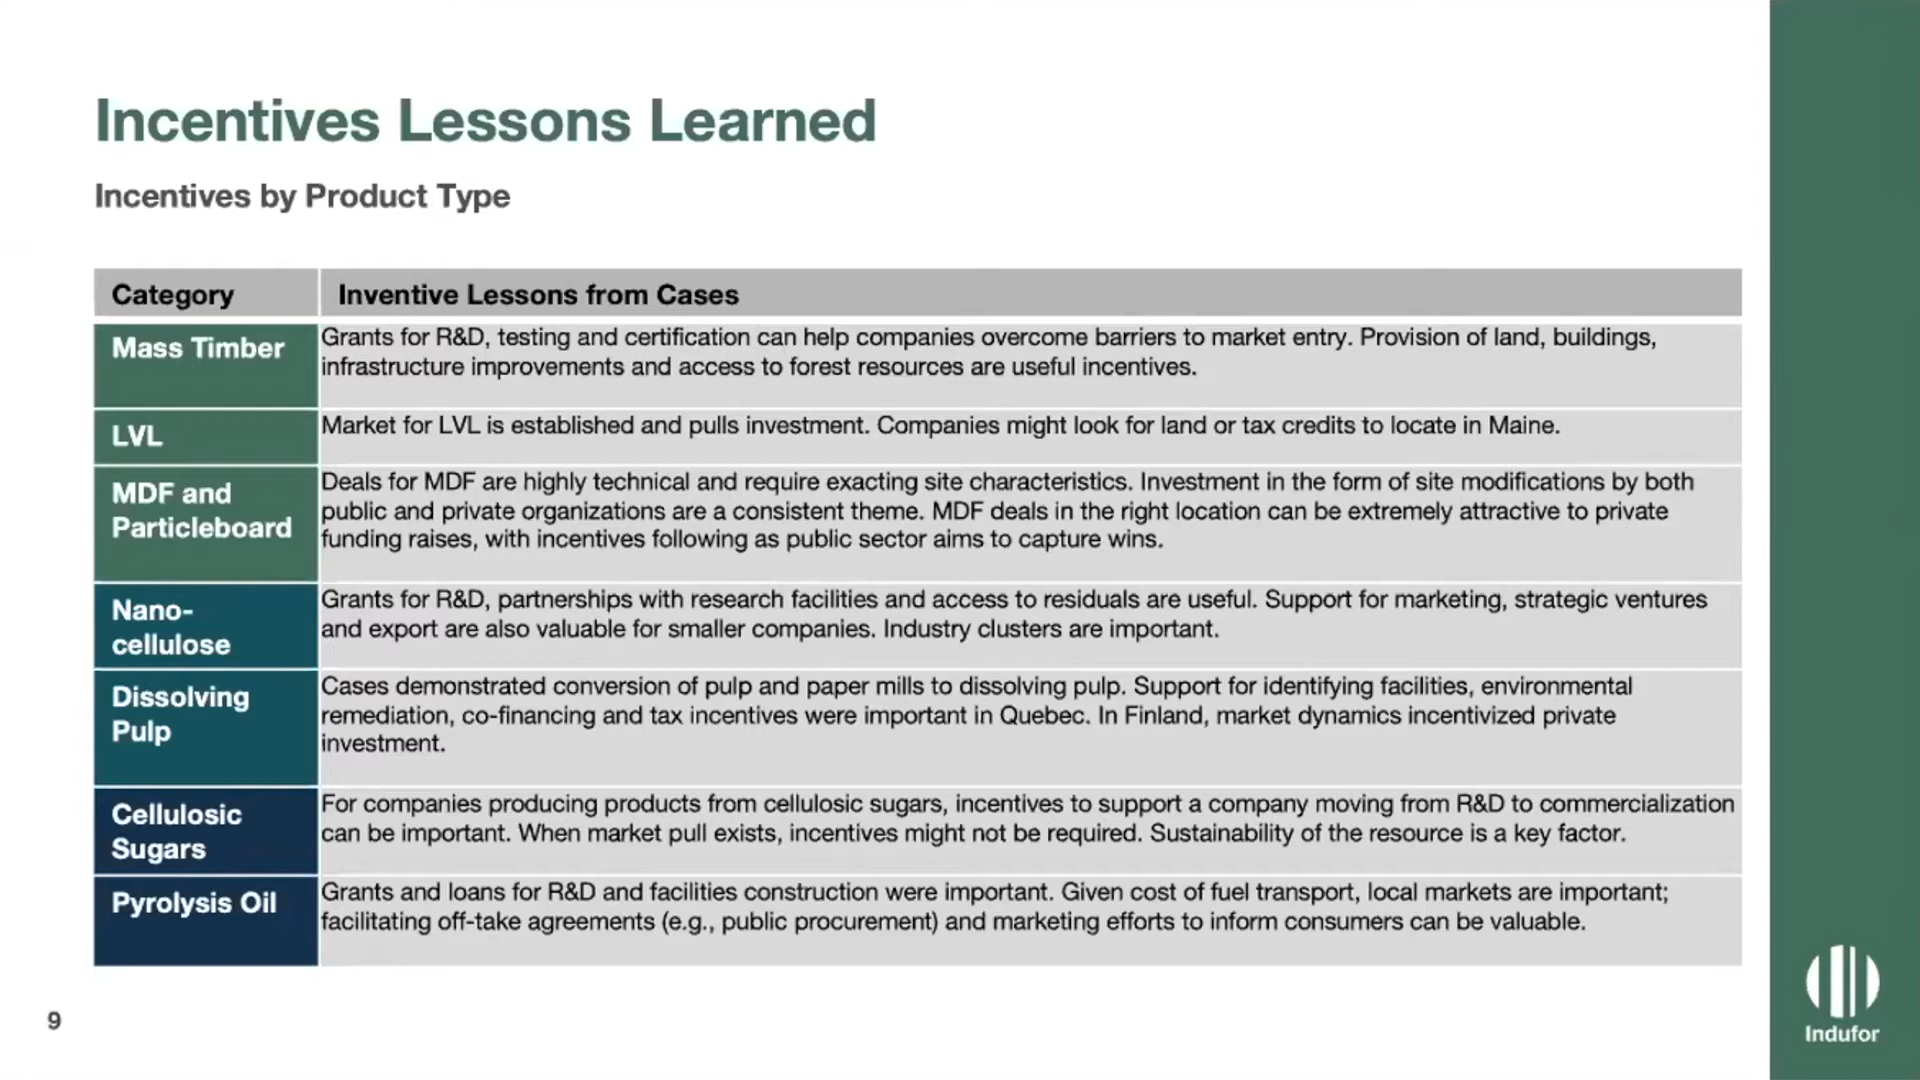 Incentives Lessons Learned
Incentives by Product Type
Category
Inventive Lessons from Cases
Mass Timber
Grants for R&D, testing and certification can help companies overcome barriers to market entry. Provision of land, buildings,
infrastructure improvements and access to forest resources are useful incentives.
LVL
Market for LVL is established and pulls investment. Companies might look for land or tax credits to locate in Maine.
MDF and
Particleboard
Deals for MDF are highly technical and require exacting site characteristics. Investment in the form of site modifications by both
public and private organizations are a consistent theme. MDF deals in the right location can be extremely attractive to private
funding raises, with incentives following as public sector aims to capture wins.
Nano-
cellulose
Grants for R&D, partnerships with research facilities and access to residuals are useful. Support for marketing, strategic ventures
and export are also valuable for smaller companies. Industry clusters are important.
Dissolving
Pulp
Cases demonstrated conversion of pulp and paper mills to dissolving pulp. Support for identifying facilities, environmental
remediation, co-financing and tax incentives were important in Quebec. In Finland, market dynamics incentivized private
investment.
Cellulosic
Sugars
For companies producing products from cellulosic sugars, incentives to support a company moving from R&D to commercialization
can be important. When market pull exists, incentives might not be required. Sustainability of the resource is a key factor.
Pyrolysis Oil
Grants and loans for R&D and facilities construction were important. Given cost of fuel transport, local markets are important;
facilitating off-take agreements (e.g., public procurement) and marketing efforts to inform consumers can be valuable.
9
Indufor